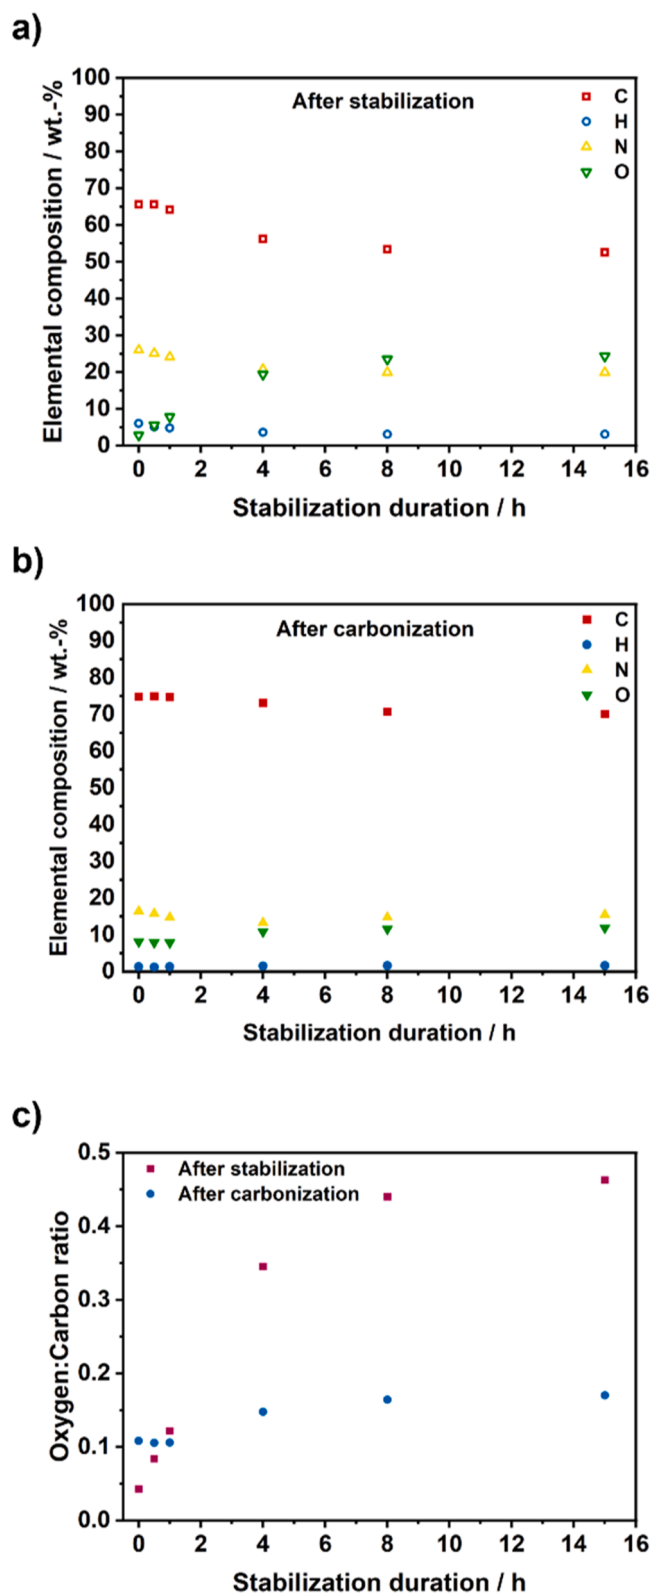 a)
After stabilization
C
H
N
O
100
90
80
70
60
50
40
30
20
10
0
Elemental composition / wt.-%
0 2 4 6 8 10 12 14 16
Stabilization duration / h
b)
After carbonization
C
H
N
O
100
90
80
70
60
50
40
30
20
10
0
Elemental composition / wt.-%
0 2 4 6 8 10 12 14 16
Stabilization duration / h
c)
After stabilization
After carbonization
0.5
0.4
0.3
0.2
0.1
0.0
Oxygen:Carbon ratio
0 2 4 6 8 10 12 14 16
Stabilization duration / h